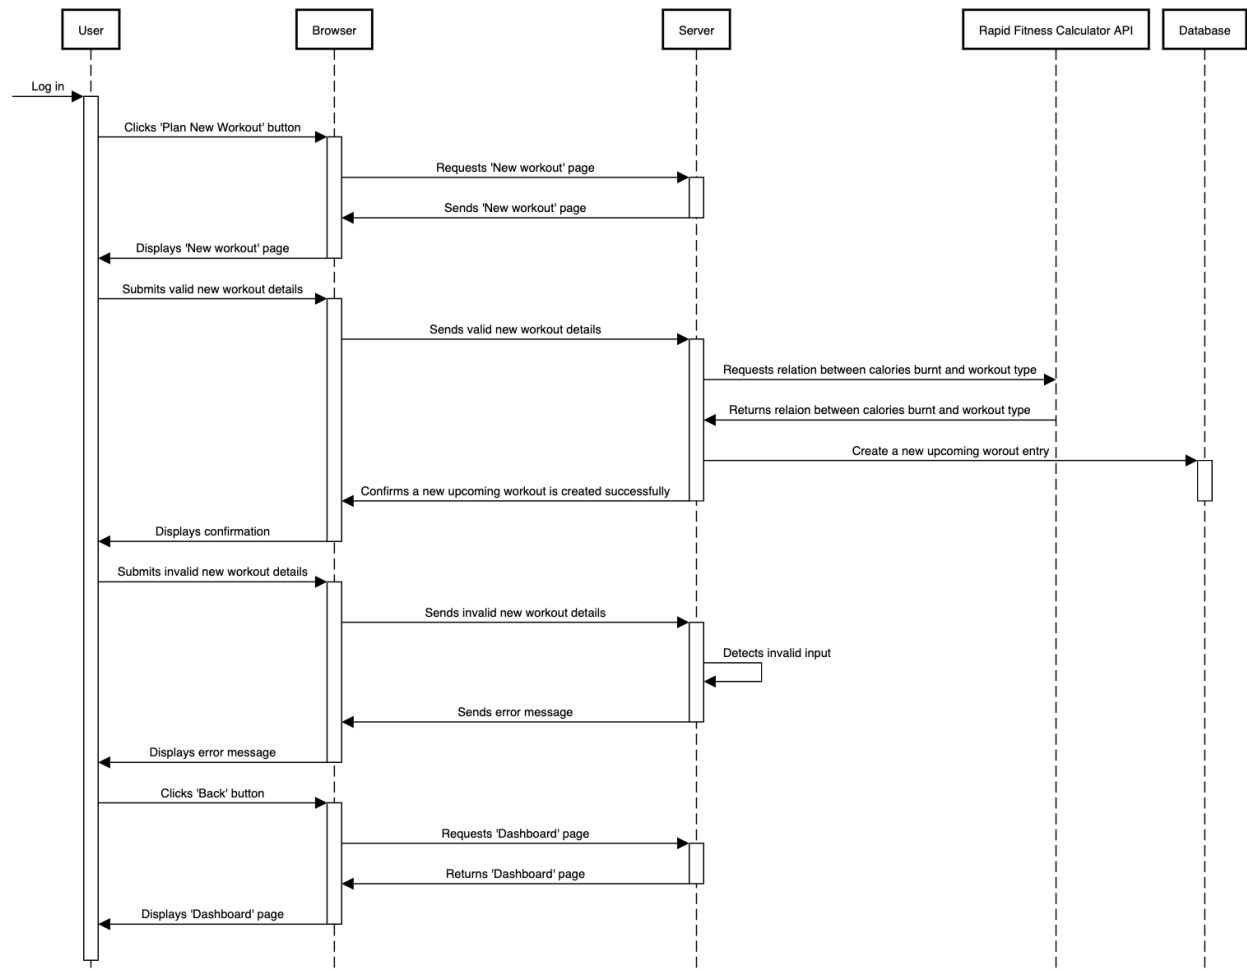 User
Browser
Server
Rapid Fitness Calculator API
Database
Log in
Clicks 'Plan New Workout' button
Requests 'New workout' page
Sends 'New workout' page
Displays 'New workout' page
Submits valid new workout details
Sends valid new workout details
Requests relation between calories burnt and workout type
Returns relaion between calories burnt and workout type
Create a new upcoming worout entry
Confirms a new upcoming workout is created successfully
Displays confirmation
Submits invalid new workout details
Sends invalid new workout details
Detects invalid input
Sends error message
Displays error message
Clicks 'Back' button
Requests 'Dashboard' page
Returns 'Dashboard' page
Displays 'Dashboard' page